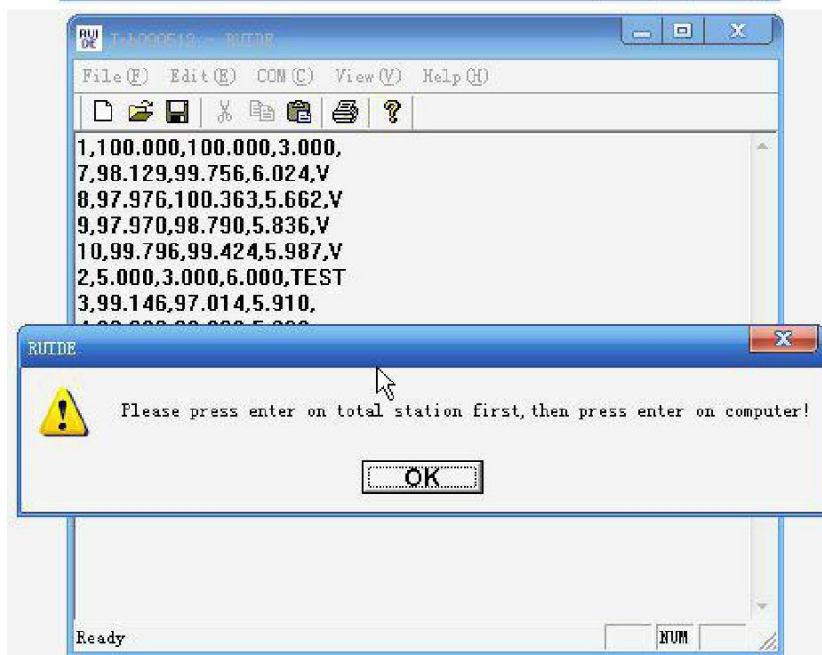 RUI
DE
Tsb000512 - RUIDE
File(F) Edit(E) COM(C) View(V) Help(H)
1,100.000,100.000,3.000,
7,98.129,99.756,6.024,V
8,97.976,100.363,5.662,V
9,97.970,98.790,5.836,V
10,99.796,99.424,5.987,V
2,5.000,3.000,6.000,TEST
3,99.146,97.014,5.910,
RUIDE
Please press enter on total station first,then press enter on computer!
OK
Ready
NUM